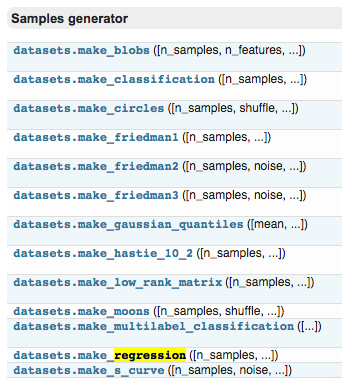 Samples generator
datasets.make_blobs ([n_samples, n_features, ...])
datasets.make_classification ([n_samples, ...])
datasets.make_circles ([n_samples, shuffle, ...])
datasets.make_friedman1 ([n_samples, ...])
datasets.make_friedman2 ([n_samples, noise, ...])
datasets.make_friedman3 ([n_samples, noise, ...])
datasets.make_gaussian_quantiles ([mean, ...])
datasets.make_hastie_10_2 ([n_samples, ...])
datasets.make_low_rank_matrix ([n_samples, ...])
datasets.make_moons ([n_samples, shuffle, ...])
datasets.make_multilabel_classification ([...])
datasets.make_regression ([n_samples, ...])
datasets.make_s_curve ([n_samples, noise, ...])